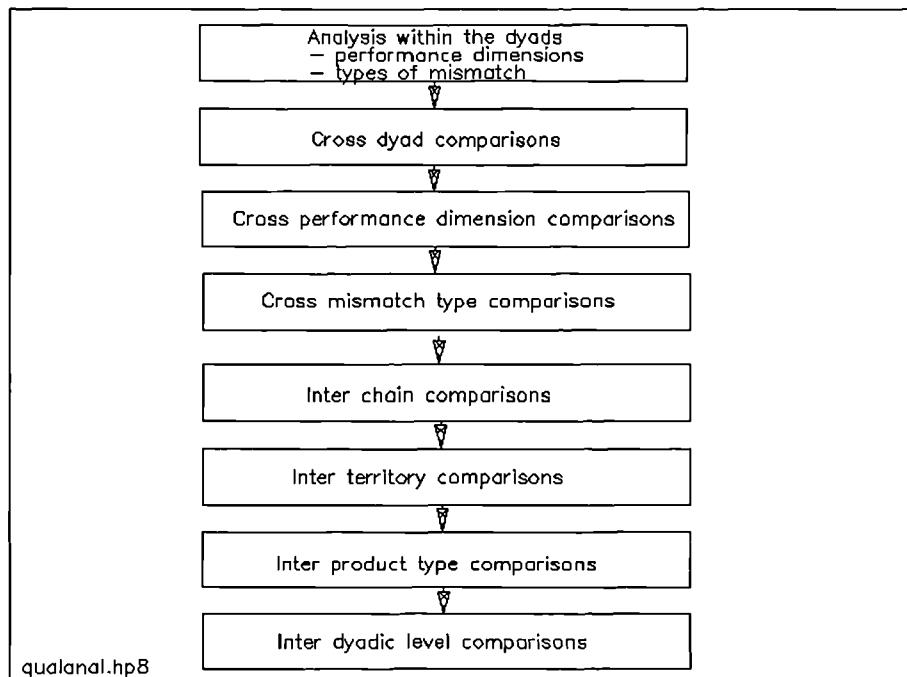 Analysis within the dyads
– performance dimensions
– types of mismatch
Cross dyad comparisons
Cross performance dimension comparisons
Cross mismatch type comparisons
Inter chain comparisons
Inter territory comparisons
Inter product type comparisons
Inter dyadic level comparisons
qualanal.hp8